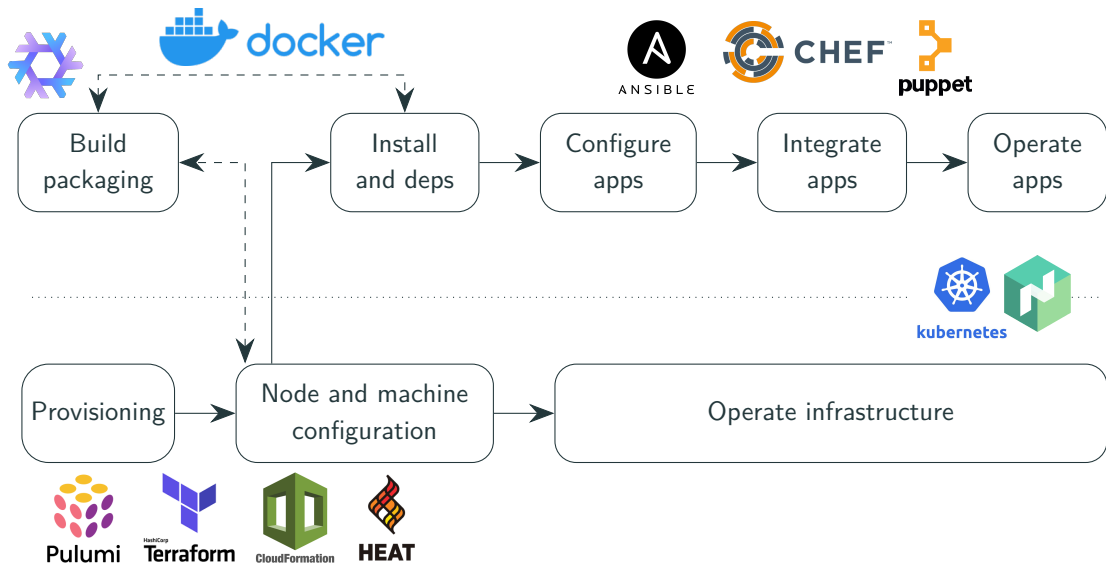 docker
ANSIBLE
CHEF™
puppet
Build
packaging
Install
and deps
Configure
apps
Integrate
apps
Operate
apps
kubernetes
Provisioning
Node and machine
configuration
Operate infrastructure
Pulumi
HashiCorp
Terraform
CloudFormation
HEAT